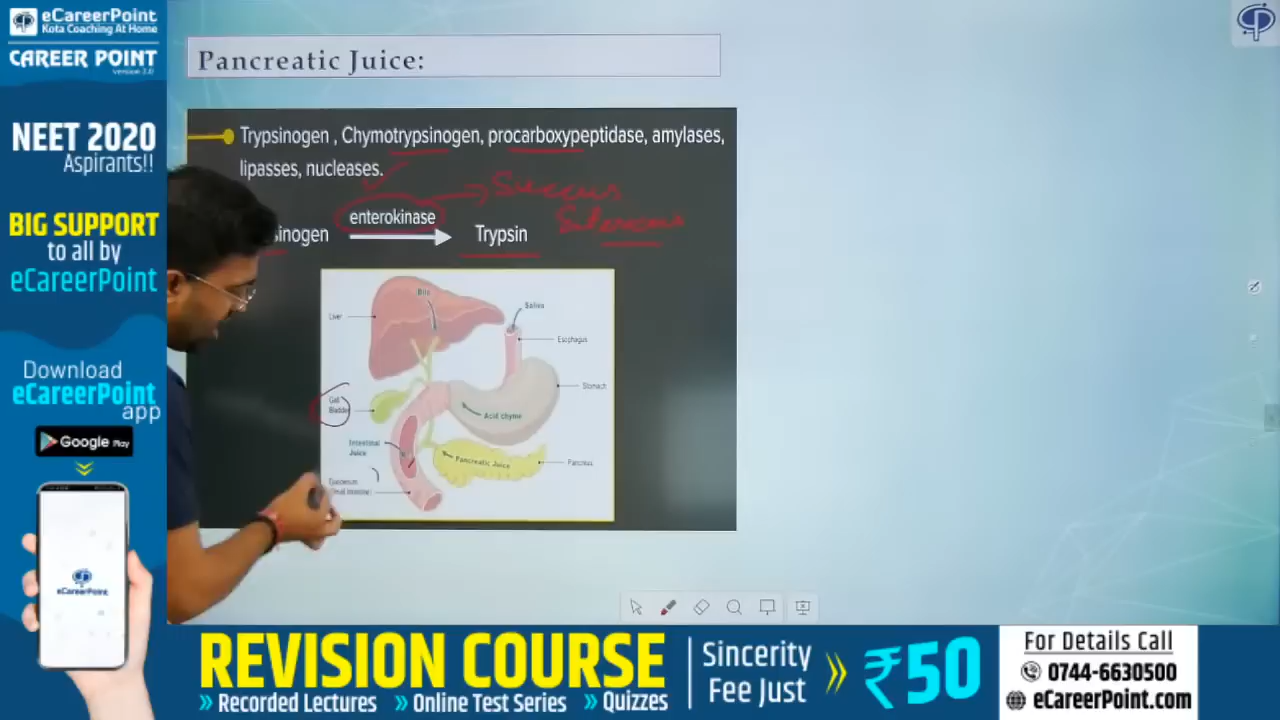 eCareerPoint
Kota Coaching At Home
CAREER POINT
version 2.0
NEET 2020
Aspirants!!
BIG SUPPORT
to all by
eCareerPoint
Download
eCareerPoint
app
Google Play
eCareerPoint
Pancreatic Juice:
Trypsinogen , Chymotrypsinogen, procarboxypeptidase, amylases,
lipasses, nucleases.
Succus
enterokinase
sinogen
Trypsin
Bile
Saliva
Liver
Esophagus
Stomach
Gall
Bladder
Acid chyme
Intestinal
Juice
Pancreatic Juice
Pancreas
REVISION COURSE
» Recorded Lectures » Online Test Series » Quizzes
Sincerity
Fee Just
» ₹50
For Details Call
0744-6630500
eCareerPoint.com